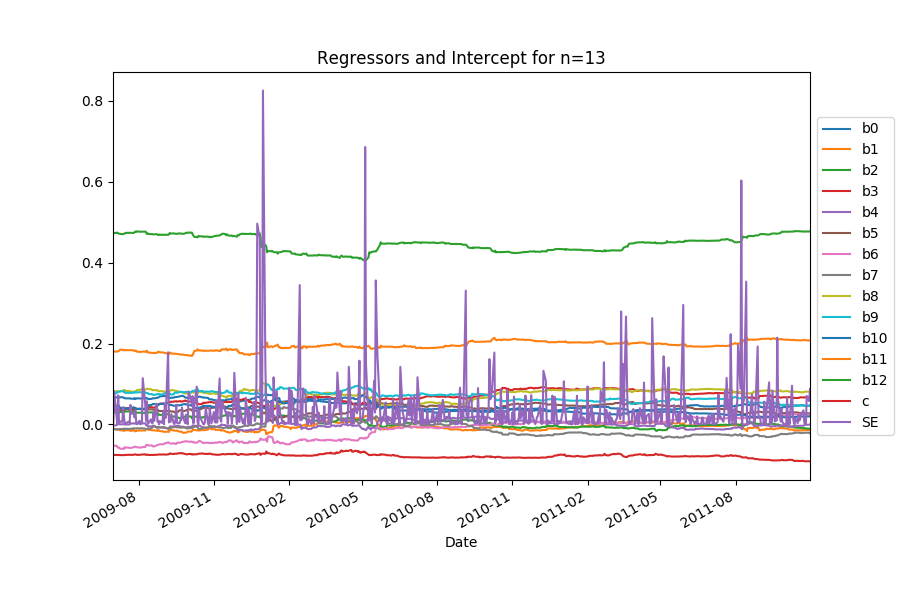 Regressors and Intercept for n=13
0.8
0.6
0.4
0.2
0.0
2009-08
2009-11
2010-02
2010-05
2010-08
2010-11
2011-02
2011-05
2011-08
Date
b0
b1
b2
b3
b4
b5
b6
b7
b8
b9
b10
b11
b12
c
SE